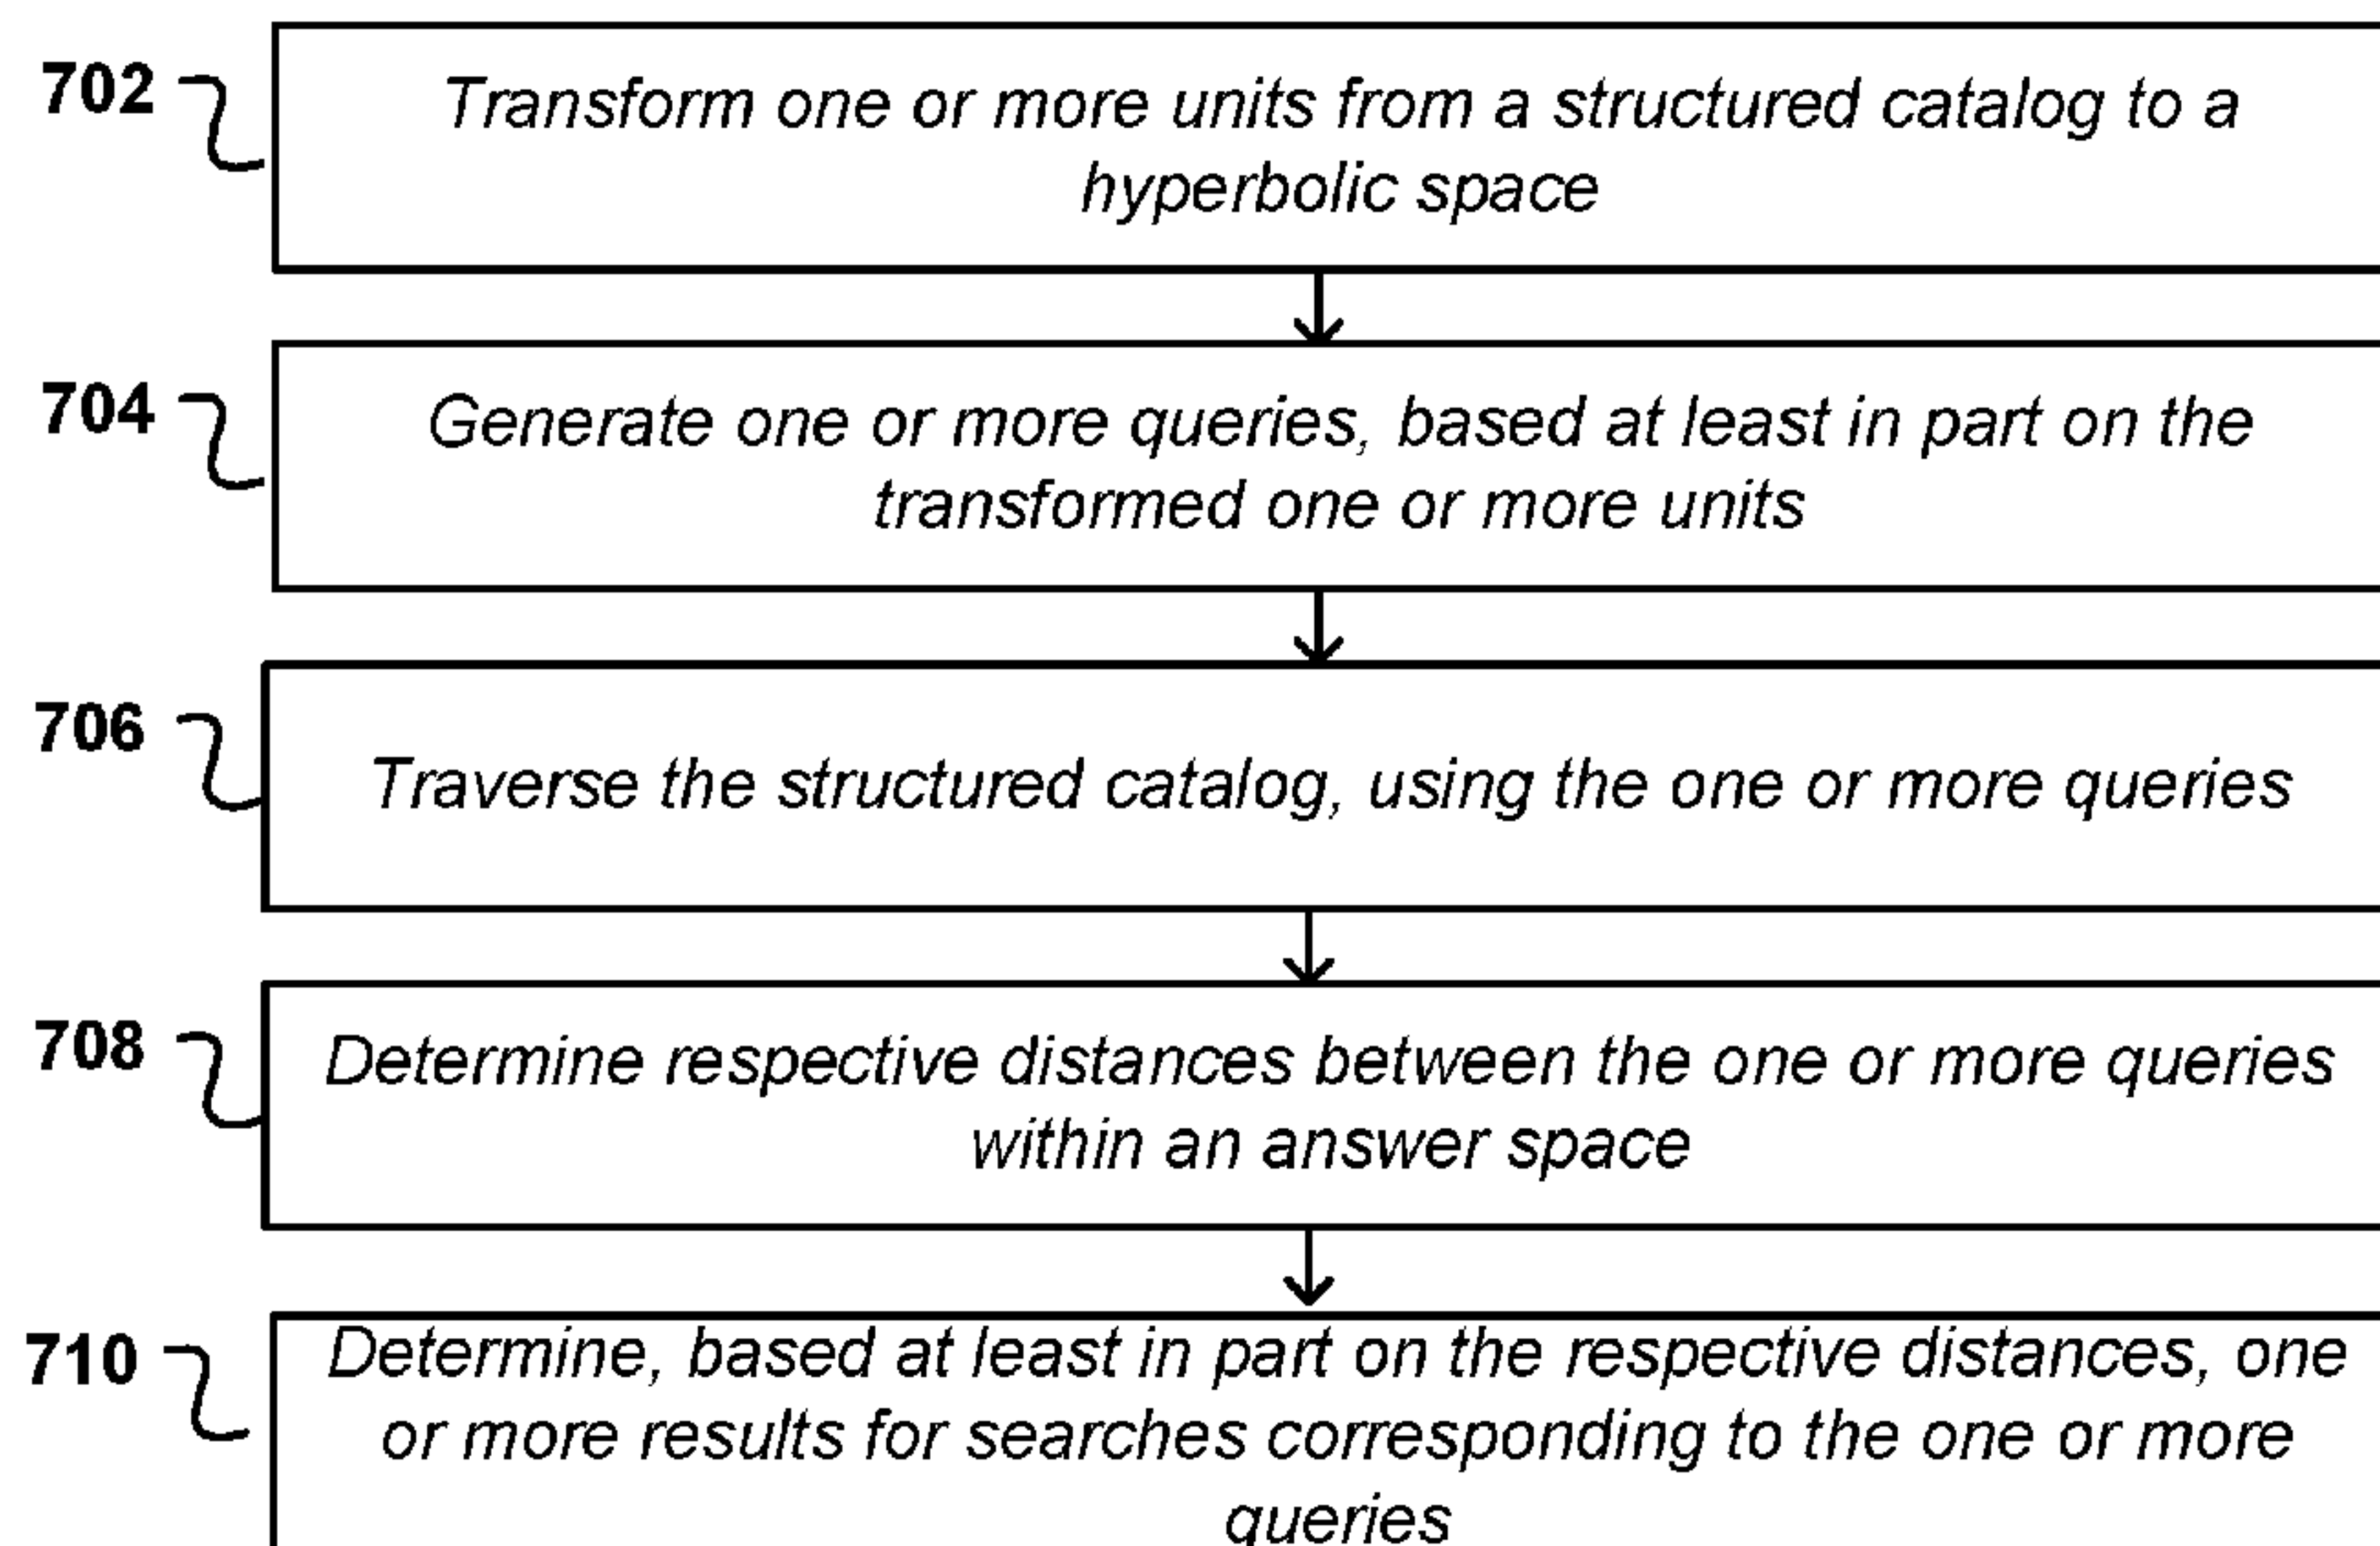 702
Transform one or more units from a structured catalog to a
hyperbolic space
704
Generate one or more queries, based at least in part on the
transformed one or more units
706
Traverse the structured catalog, using the one or more queries
708
Determine respective distances between the one or more queries
within an answer space
710
Determine, based at least in part on the respective distances, one
or more results for searches corresponding to the one or more
queries